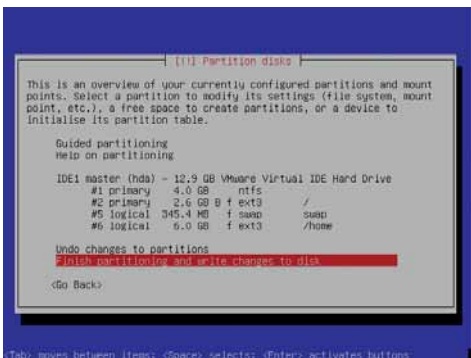 [!!] Partition disks
This is an overview of your currently configured partitions and mount
points. Select a partition to modify its settings (file system, mount
point, etc.), a free space to create partitions, or a device to
initialise its partition table.
Guided partitioning
Help on partitioning
IDE1 master (hda) - 12.9 GB VMware Virtual IDE Hard Drive
#1 primary 4.0 GB ntfs
#2 primary 2.6 GB B f ext3 /
#5 logical 345.4 MB f swap swap
#6 logical 6.0 GB f ext3 /home
Undo changes to partitions
Finish partitioning and write changes to disk
<Go Back>
<Tab> moves between items; <Space> selects; <Enter> activates buttons